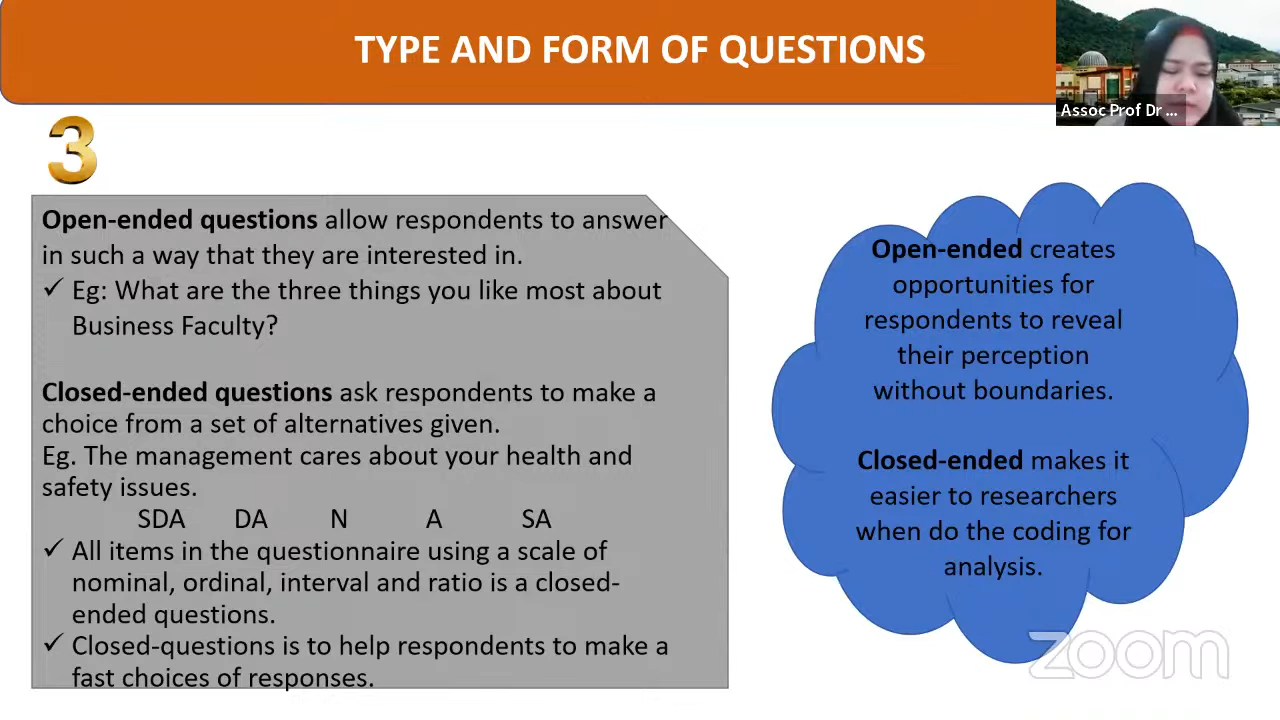 TYPE AND FORM OF QUESTIONS
Assoc Prof Dr ...
3
Open-ended questions allow respondents to answer
in such a way that they are interested in.
✓ Eg: What are the three things you like most about
Business Faculty?
Closed-ended questions ask respondents to make a
choice from a set of alternatives given.
Eg. The management cares about your health and
safety issues.
SDA DA N A SA
✓ All items in the questionnaire using a scale of
nominal, ordinal, interval and ratio is a closed-
ended questions.
✓ Closed-questions is to help respondents to make a
fast choices of responses.
Open-ended creates
opportunities for
respondents to reveal
their perception
without boundaries.
Closed-ended makes it
easier to researchers
when do the coding for
analysis.
zoom